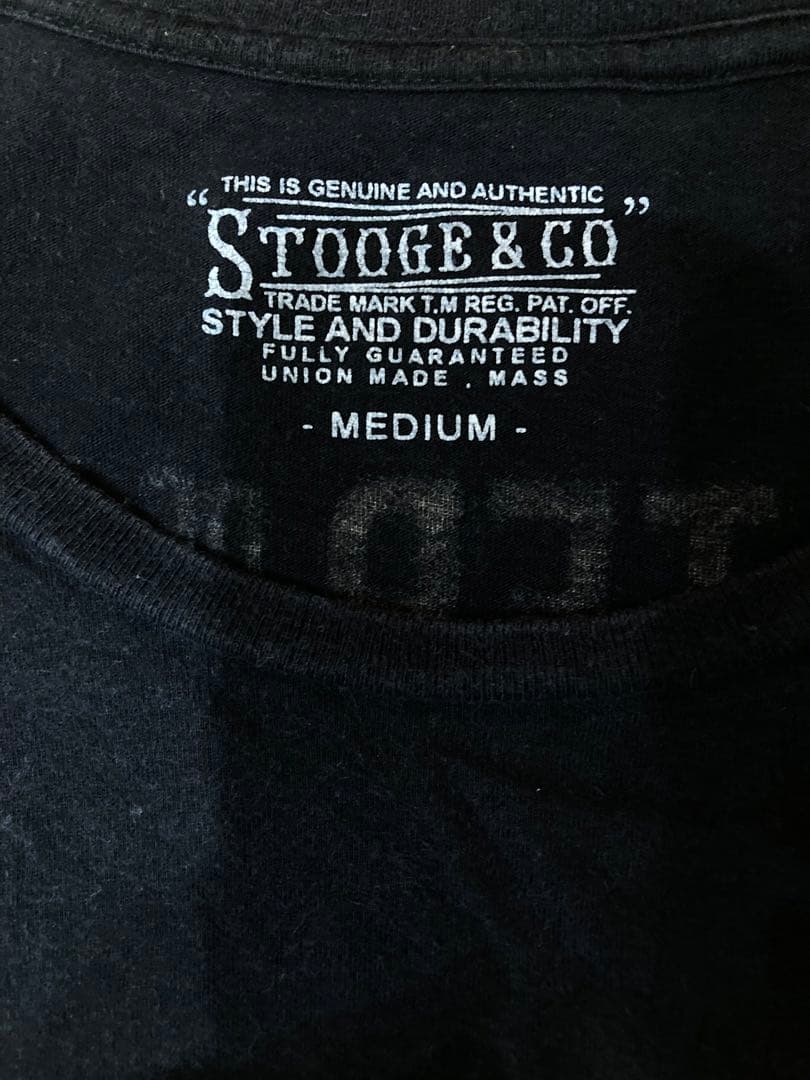 THIS IS GENUINE AND AUTHENTIC
"STOOGE & CO"
TRADE MARK T.M REG. PAT. OFF.
STYLE AND DURABILITY
FULLY GUARANTEED
UNION MADE . MASS
- MEDIUM -